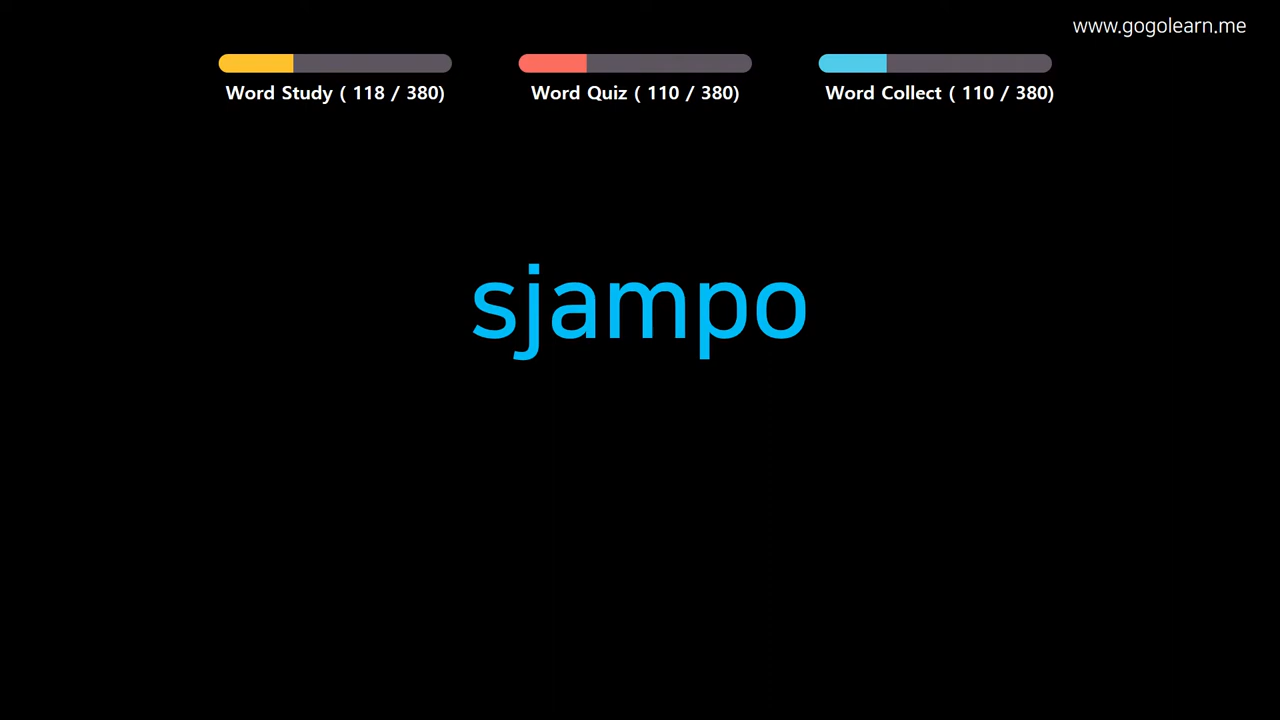 www.gogolearn.me
Word Study ( 118 / 380)
Word Quiz ( 110 / 380)
Word Collect ( 110 / 380)
sjampo